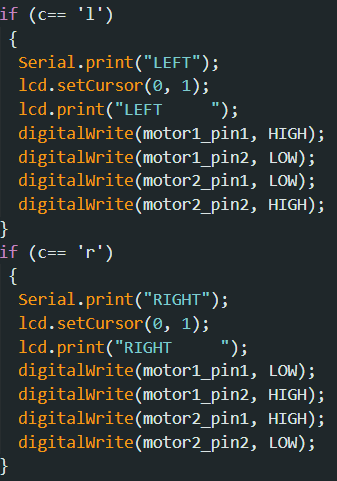 if (c== 'l')
 {
  Serial.print("LEFT");
  lcd.setCursor(0, 1);
  lcd.print("LEFT     ");
  digitalWrite(motor1_pin1, HIGH);
  digitalWrite(motor1_pin2, LOW);
  digitalWrite(motor2_pin1, LOW);
  digitalWrite(motor2_pin2, HIGH);
}
if (c== 'r')
 {
  Serial.print("RIGHT");
  lcd.setCursor(0, 1);
  lcd.print("RIGHT     ");
  digitalWrite(motor1_pin1, LOW);
  digitalWrite(motor1_pin2, HIGH);
  digitalWrite(motor2_pin1, HIGH);
  digitalWrite(motor2_pin2, LOW);
}